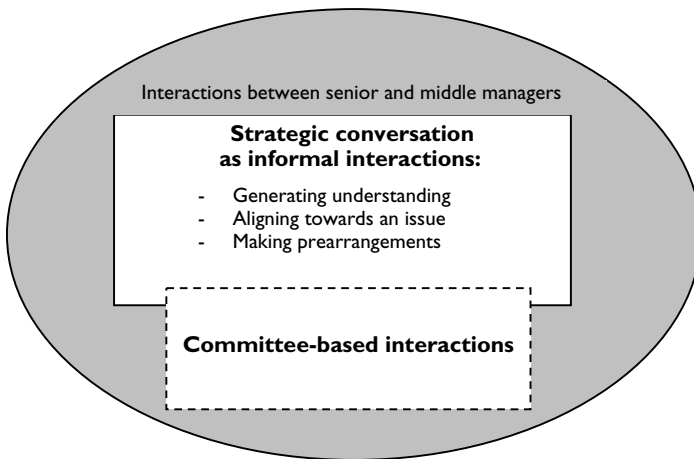 Interactions between senior and middle managers
Strategic conversation
as informal interactions:
- Generating understanding
- Aligning towards an issue
- Making prearrangements
Committee-based interactions